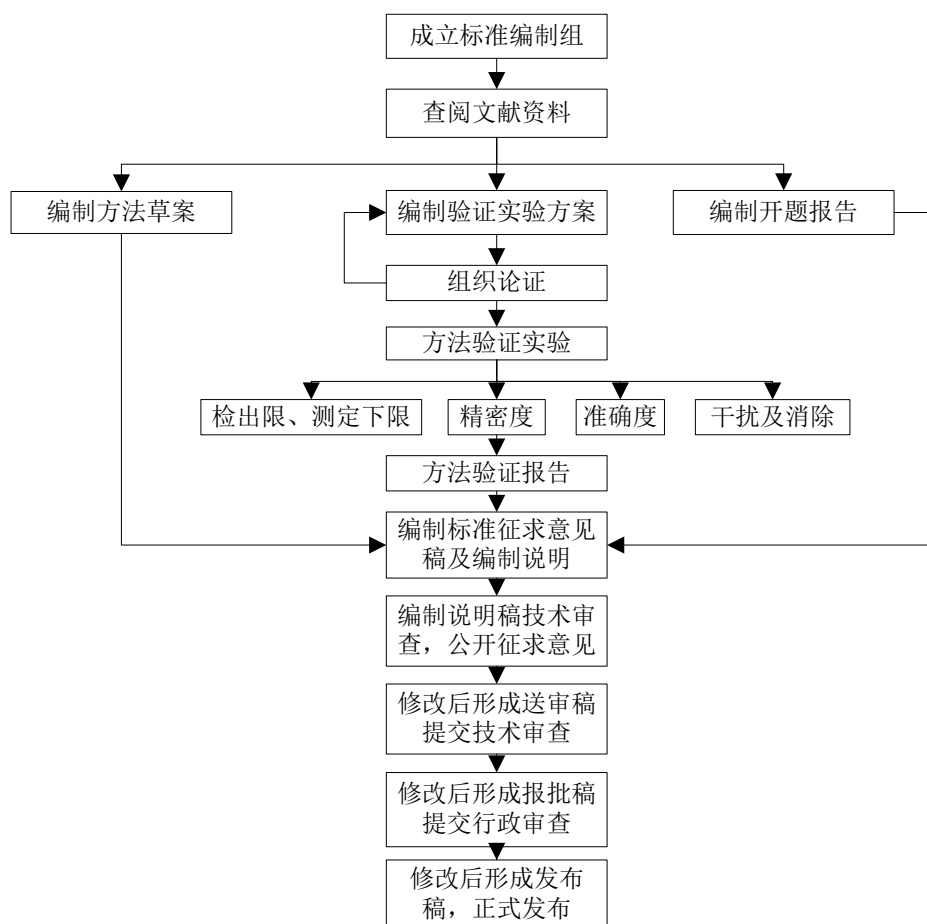 成立标准编制组
查阅文献资料
编制方法草案
编制验证实验方案
编制开题报告
组织论证
方法验证实验
检出限、测定下限
精密度
准确度
干扰及消除
方法验证报告
编制标准征求意见
稿及编制说明
编制说明稿技术审
查，公开征求意见
修改后形成送审稿
提交技术审查
修改后形成报批稿
提交行政审查
修改后形成发布
稿，正式发布